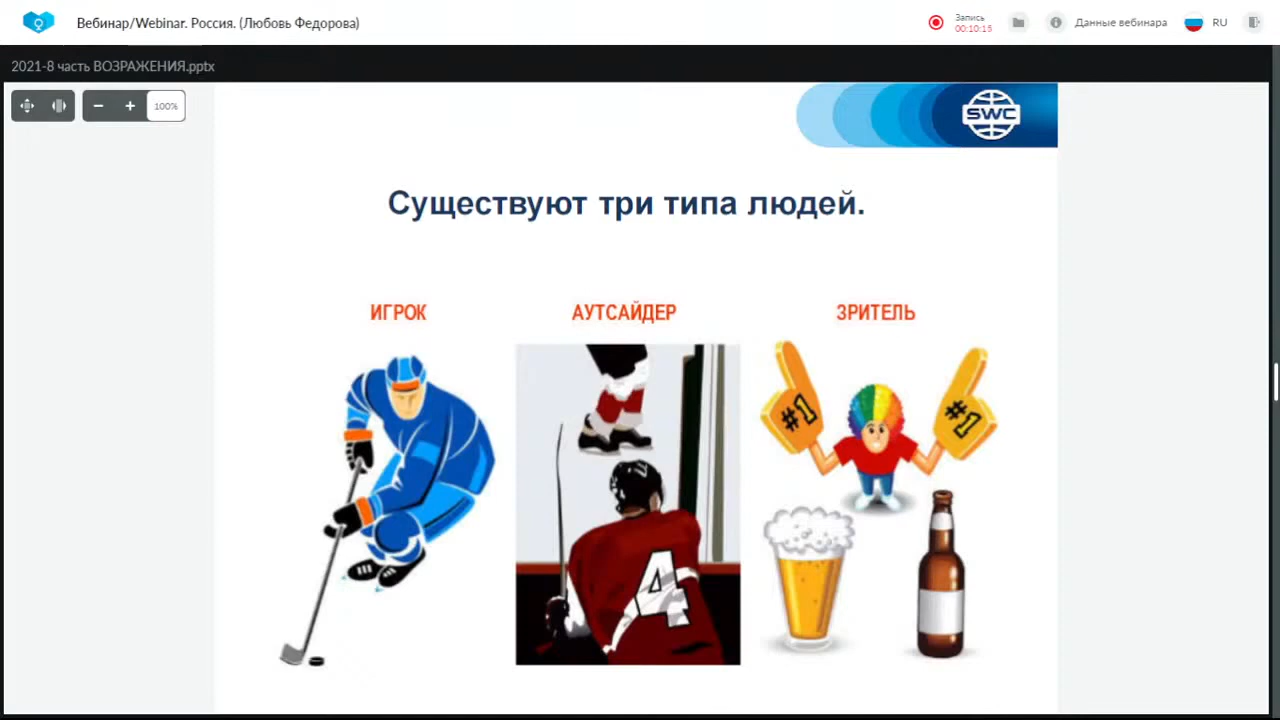 Вебинар/Webinar. Россия. (Любовь Федорова)
Запись
00:10:15
Данные вебинара
RU
2021-8 часть ВОЗРАЖЕНИЯ.pptx
100%
SWC
Существуют три типа людей.
ИГРОК
АУТСАЙДЕР
ЗРИТЕЛЬ
#1
#1
4